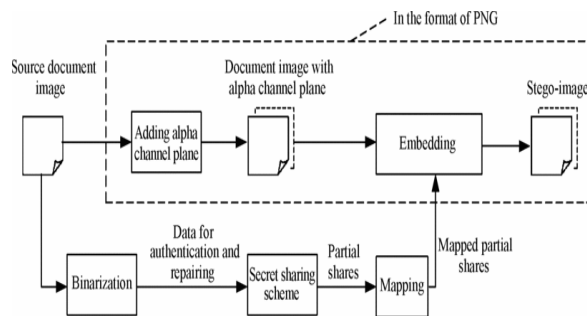 In the format of PNG
Source document
image
Document image with
alpha channel plane
Stego-image
Adding alpha
channel plane
Embedding
Data for
authentication and
repairing
Partial
shares
Mapped partial
shares
Binarization
Secret sharing
scheme
Mapping